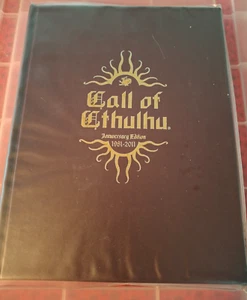 Call of
Cthulhu®
Anniversary Edition
1981-2011